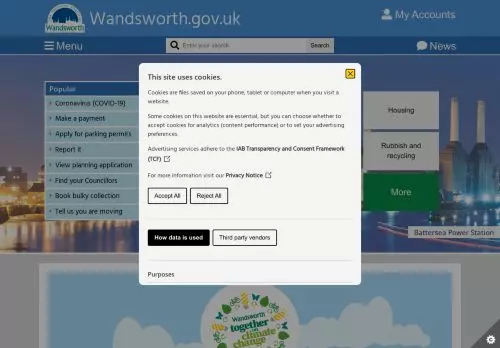 Wandsworth
Wandsworth.gov.uk
My Accounts
Menu
Enter your search
Search
News
Popular
Coronavirus (COVID-19)
Make a payment
Apply for parking permits
Report it
View planning application
Find your Councillors
Book bulky collection
Tell us you are moving
This site uses cookies.
Cookies are files saved on your phone, tablet or computer when you visit a
website.
Some cookies on this website are essential, but you can choose whether to
accept cookies for analytics (content performance) or to set your advertising
preferences.
Advertising services adhere to the IAB Transparency and Consent Framework
(TCF)
For more information visit our Privacy Notice
Accept All
Reject All
How data is used
Third party vendors
Purposes
Housing
Rubbish and
recycling
More
Battersea Power Station
Wandsworth
together
on
climate
change